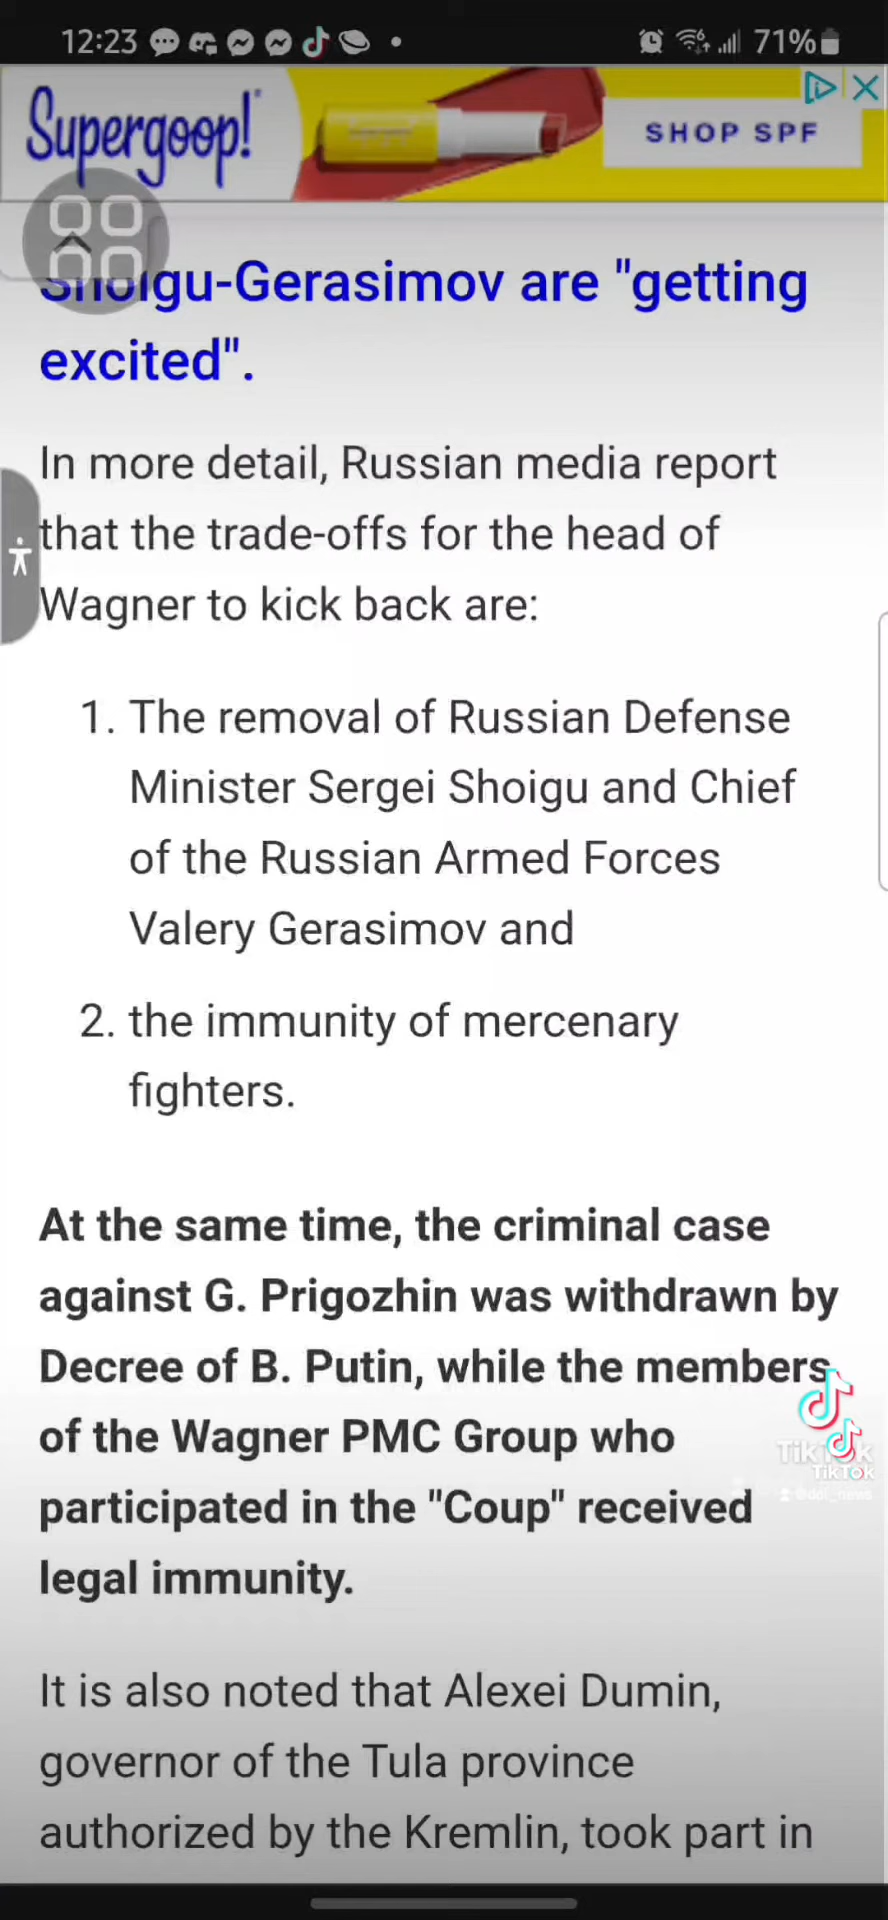 12:23
71%
Supergoop!
SHOP SPF
Shoigu-Gerasimov are "getting
excited".
In more detail, Russian media report
that the trade-offs for the head of
Wagner to kick back are:
1. The removal of Russian Defense
Minister Sergei Shoigu and Chief
of the Russian Armed Forces
Valery Gerasimov and
2. the immunity of mercenary
fighters.
At the same time, the criminal case
against G. Prigozhin was withdrawn by
Decree of B. Putin, while the members
of the Wagner PMC Group who
participated in the "Coup" received
legal immunity.
TikTok
TikTok
It is also noted that Alexei Dumin,
governor of the Tula province
authorized by the Kremlin, took part in